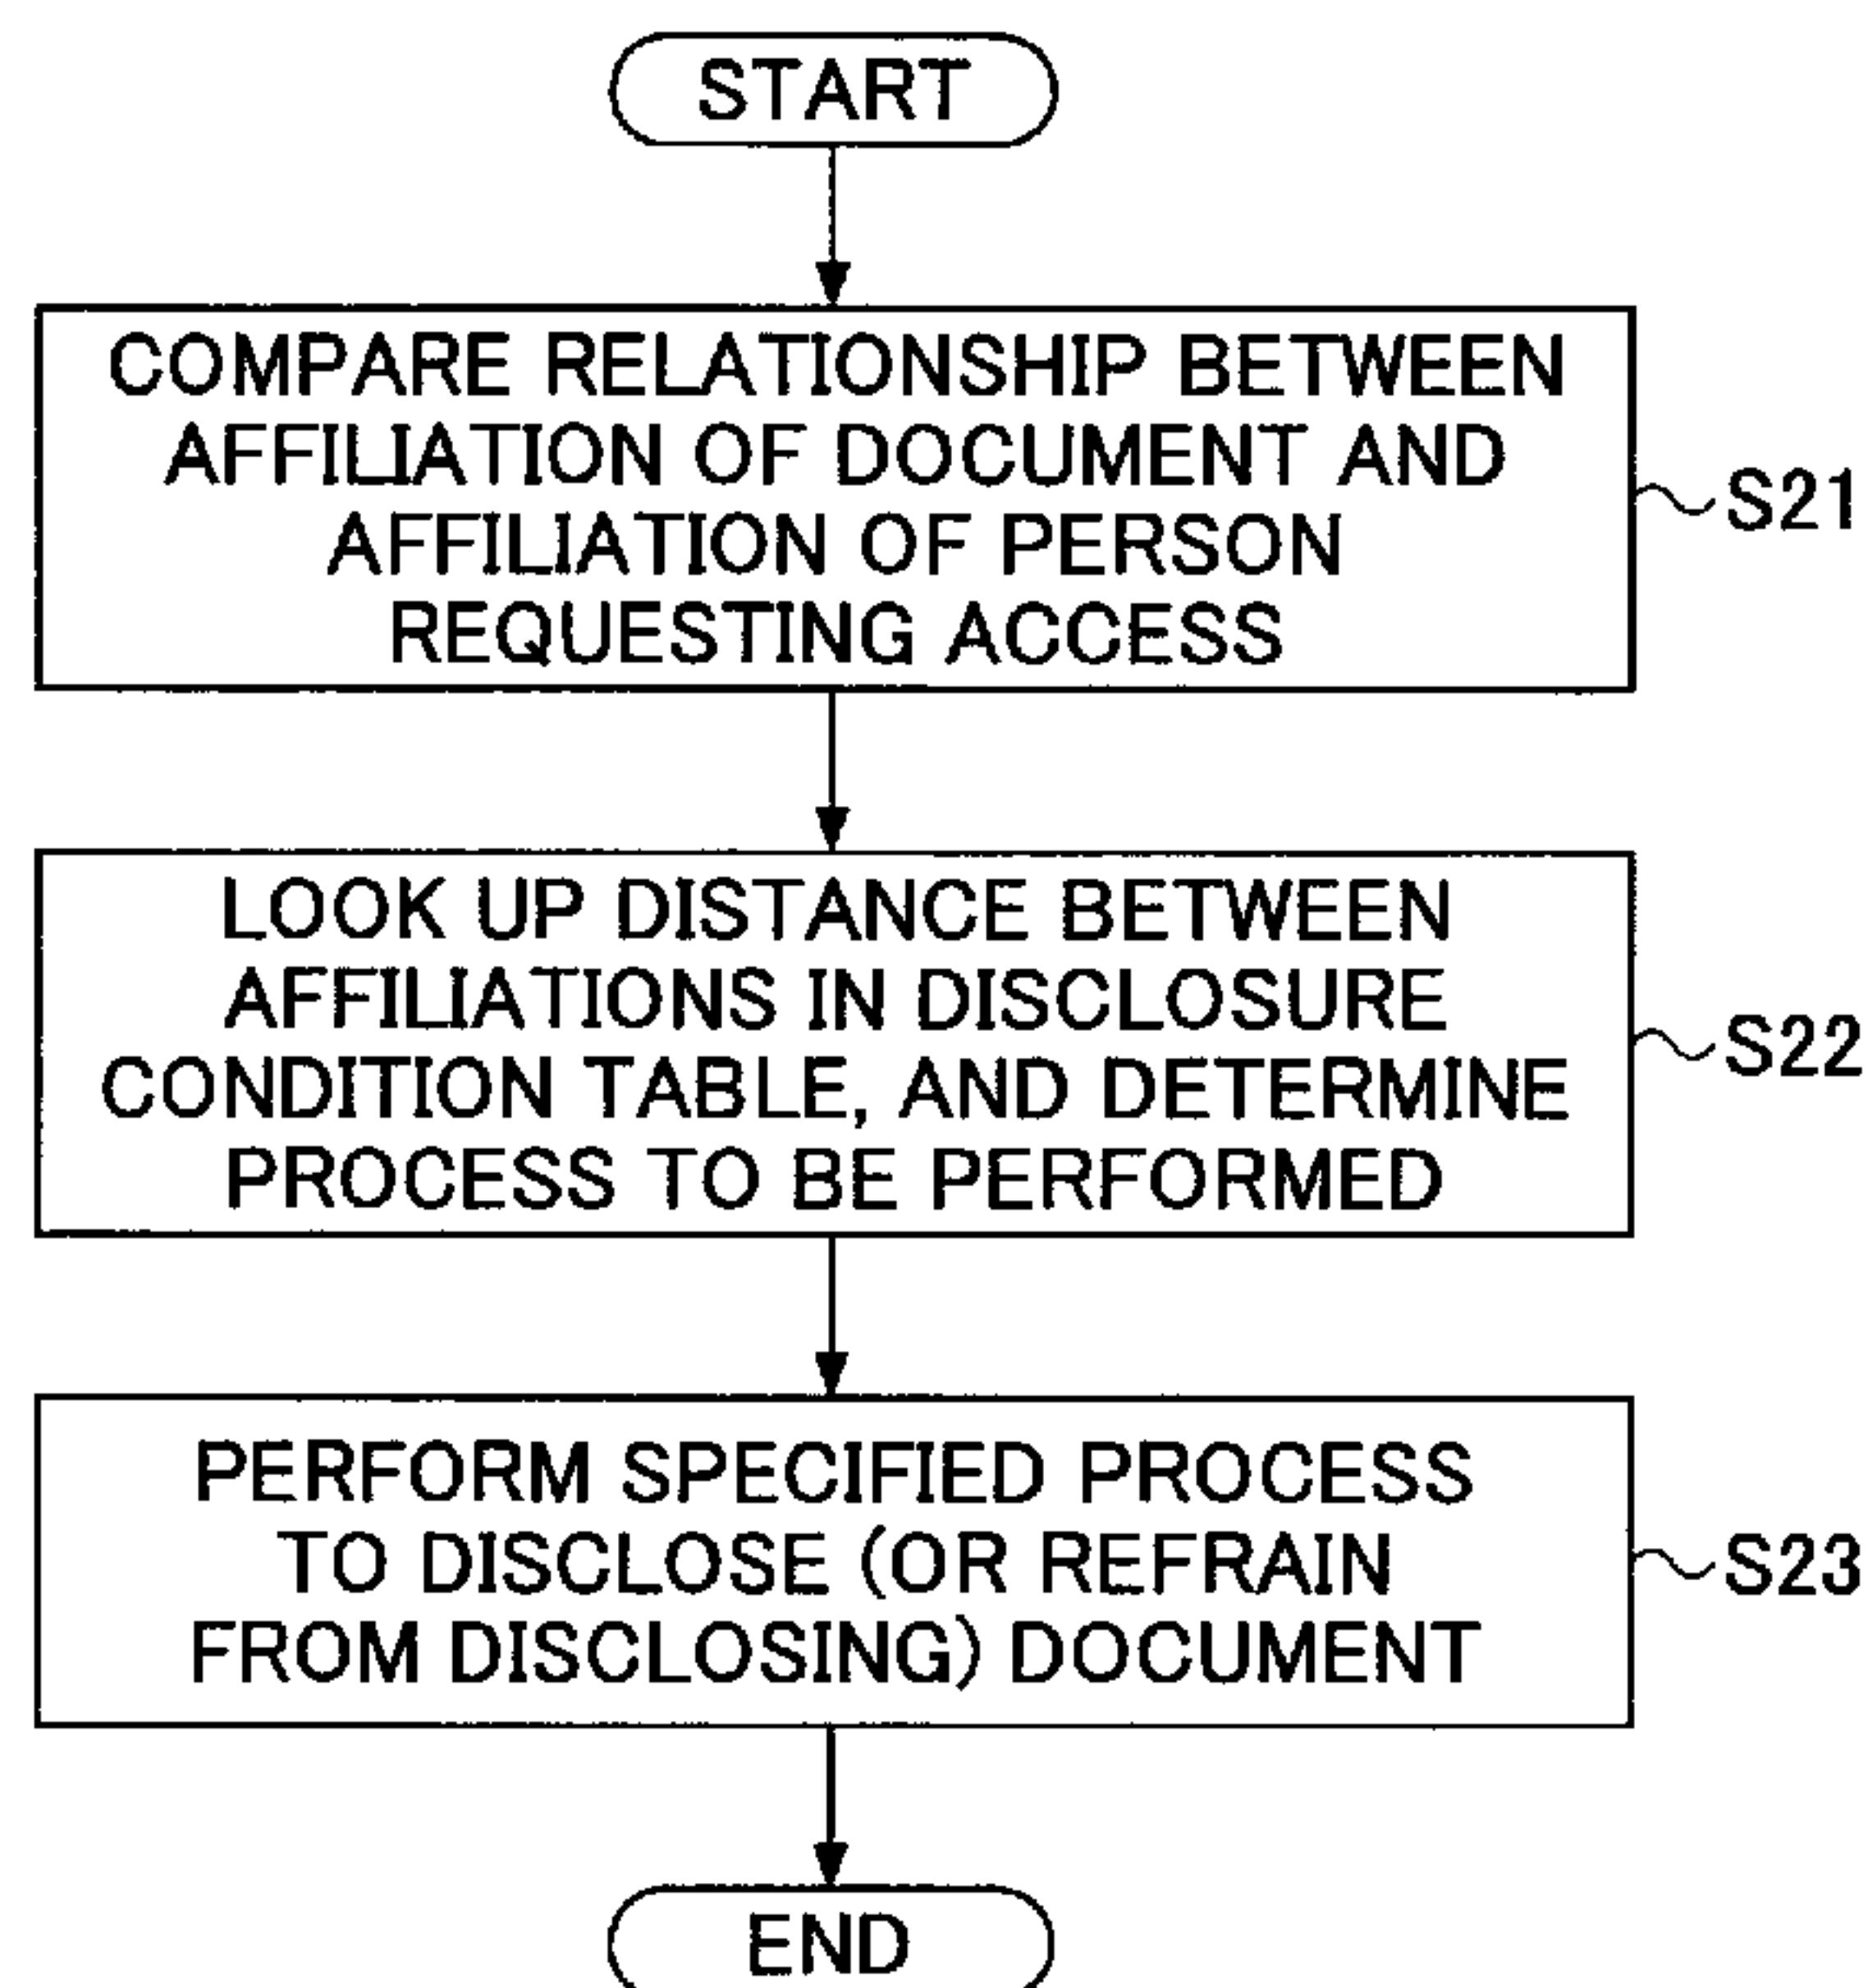 START
COMPARE RELATIONSHIP BETWEEN
AFFILIATION OF DOCUMENT AND
AFFILIATION OF PERSON
REQUESTING ACCESS
S21
LOOK UP DISTANCE BETWEEN
AFFILIATIONS IN DISCLOSURE
CONDITION TABLE, AND DETERMINE
PROCESS TO BE PERFORMED
S22
PERFORM SPECIFIED PROCESS
TO DISCLOSE (OR REFRAIN
FROM DISCLOSING) DOCUMENT
S23
END